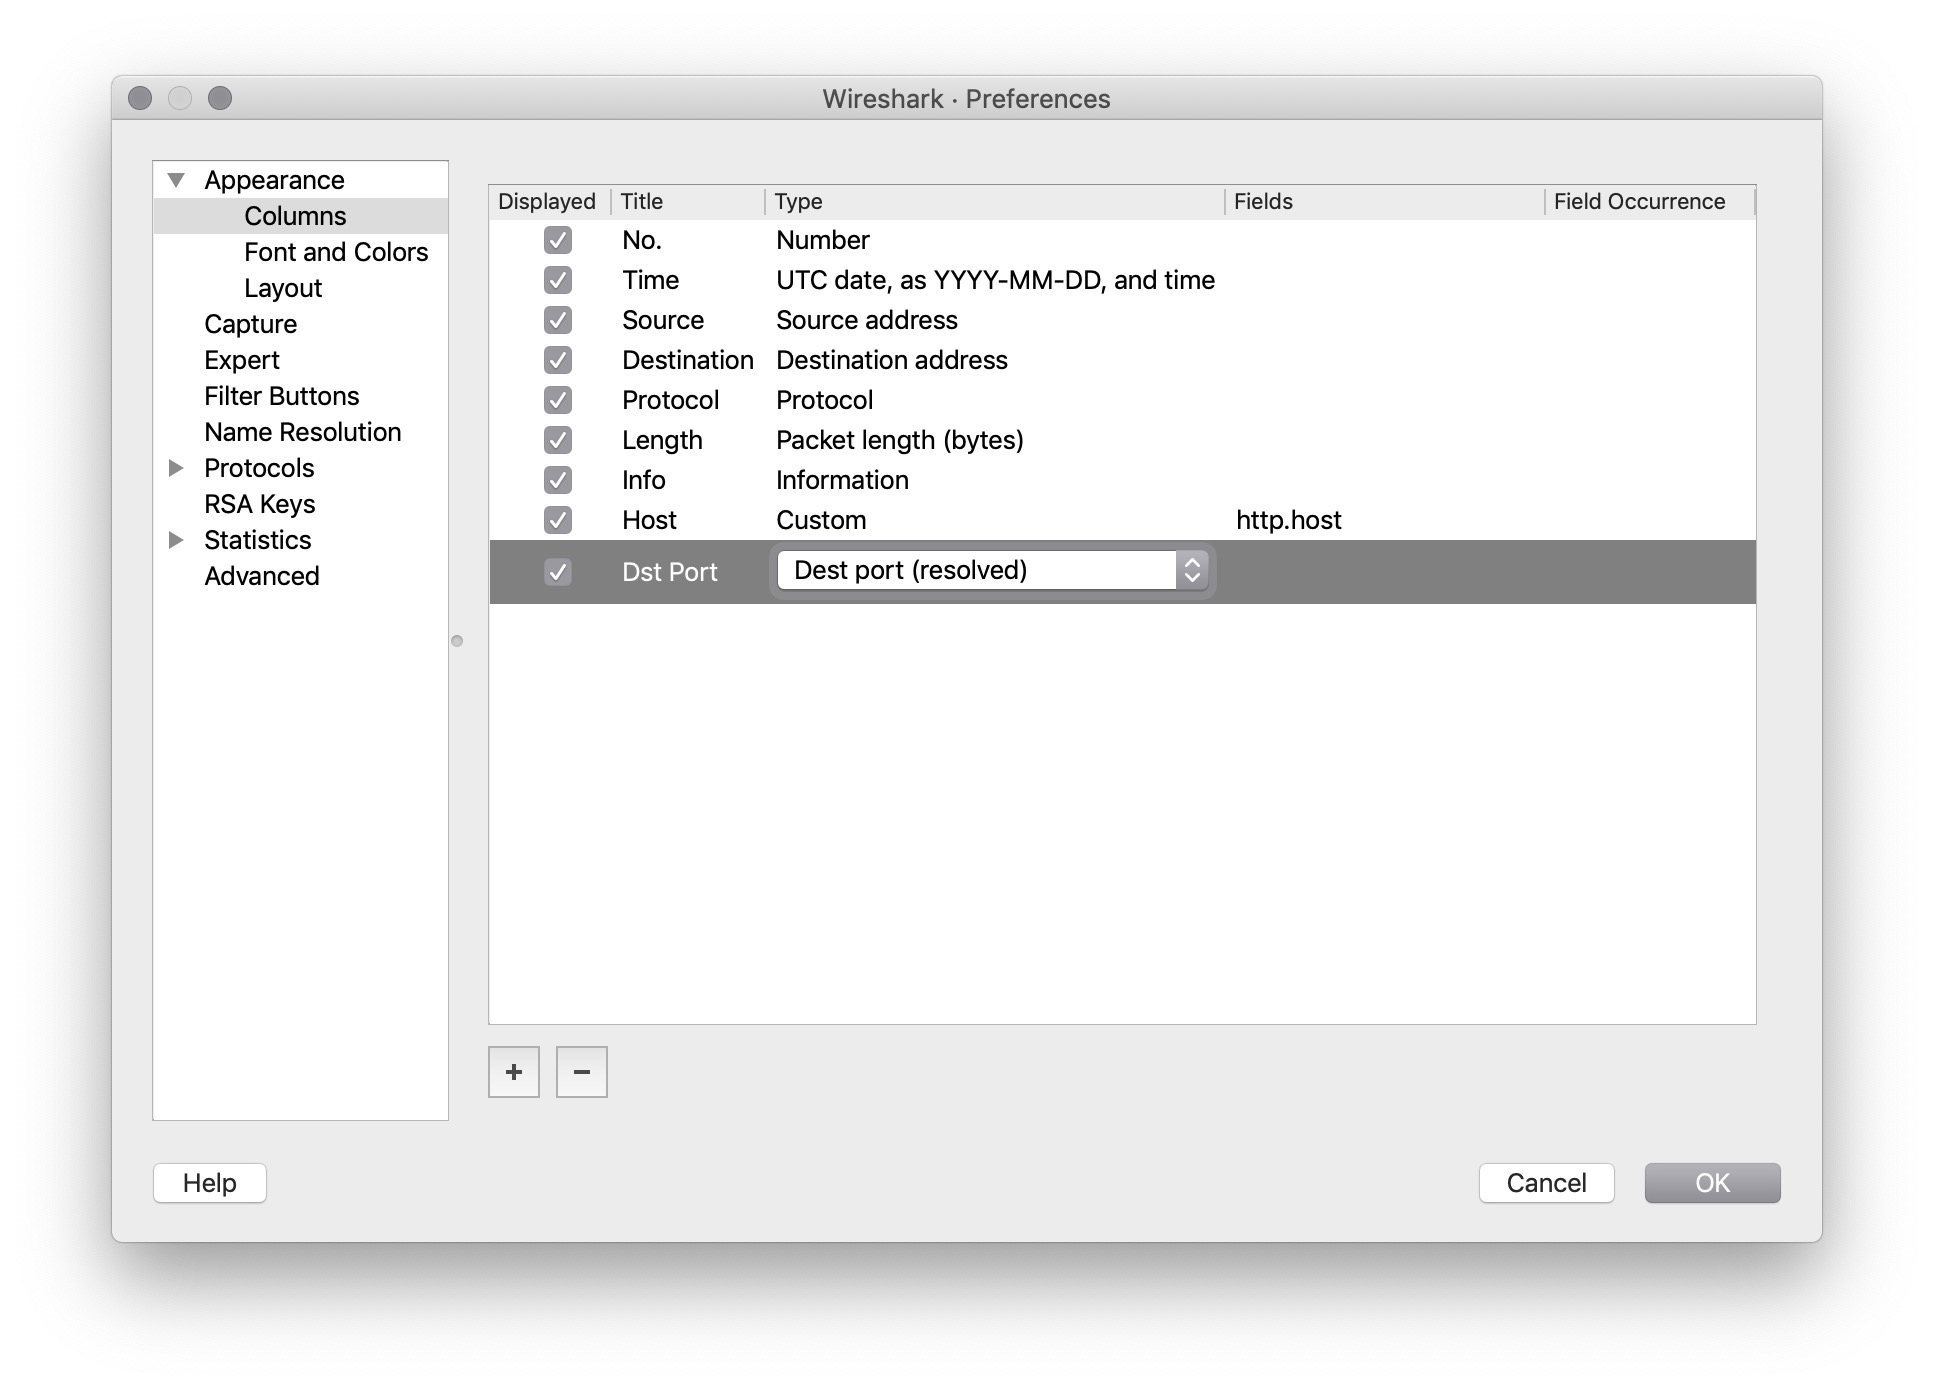 Wireshark · Preferences
Appearance
Columns
Font and Colors
Layout
Capture
Expert
Filter Buttons
Name Resolution
Protocols
RSA Keys
Statistics
Advanced
Displayed Title Type Fields Field Occurrence
No. Number
Time UTC date, as YYYY-MM-DD, and time
Source Source address
Destination Destination address
Protocol Protocol
Length Packet length (bytes)
Info Information
Host Custom http.host
Dst Port Dest port (resolved)
+ −
Help Cancel OK